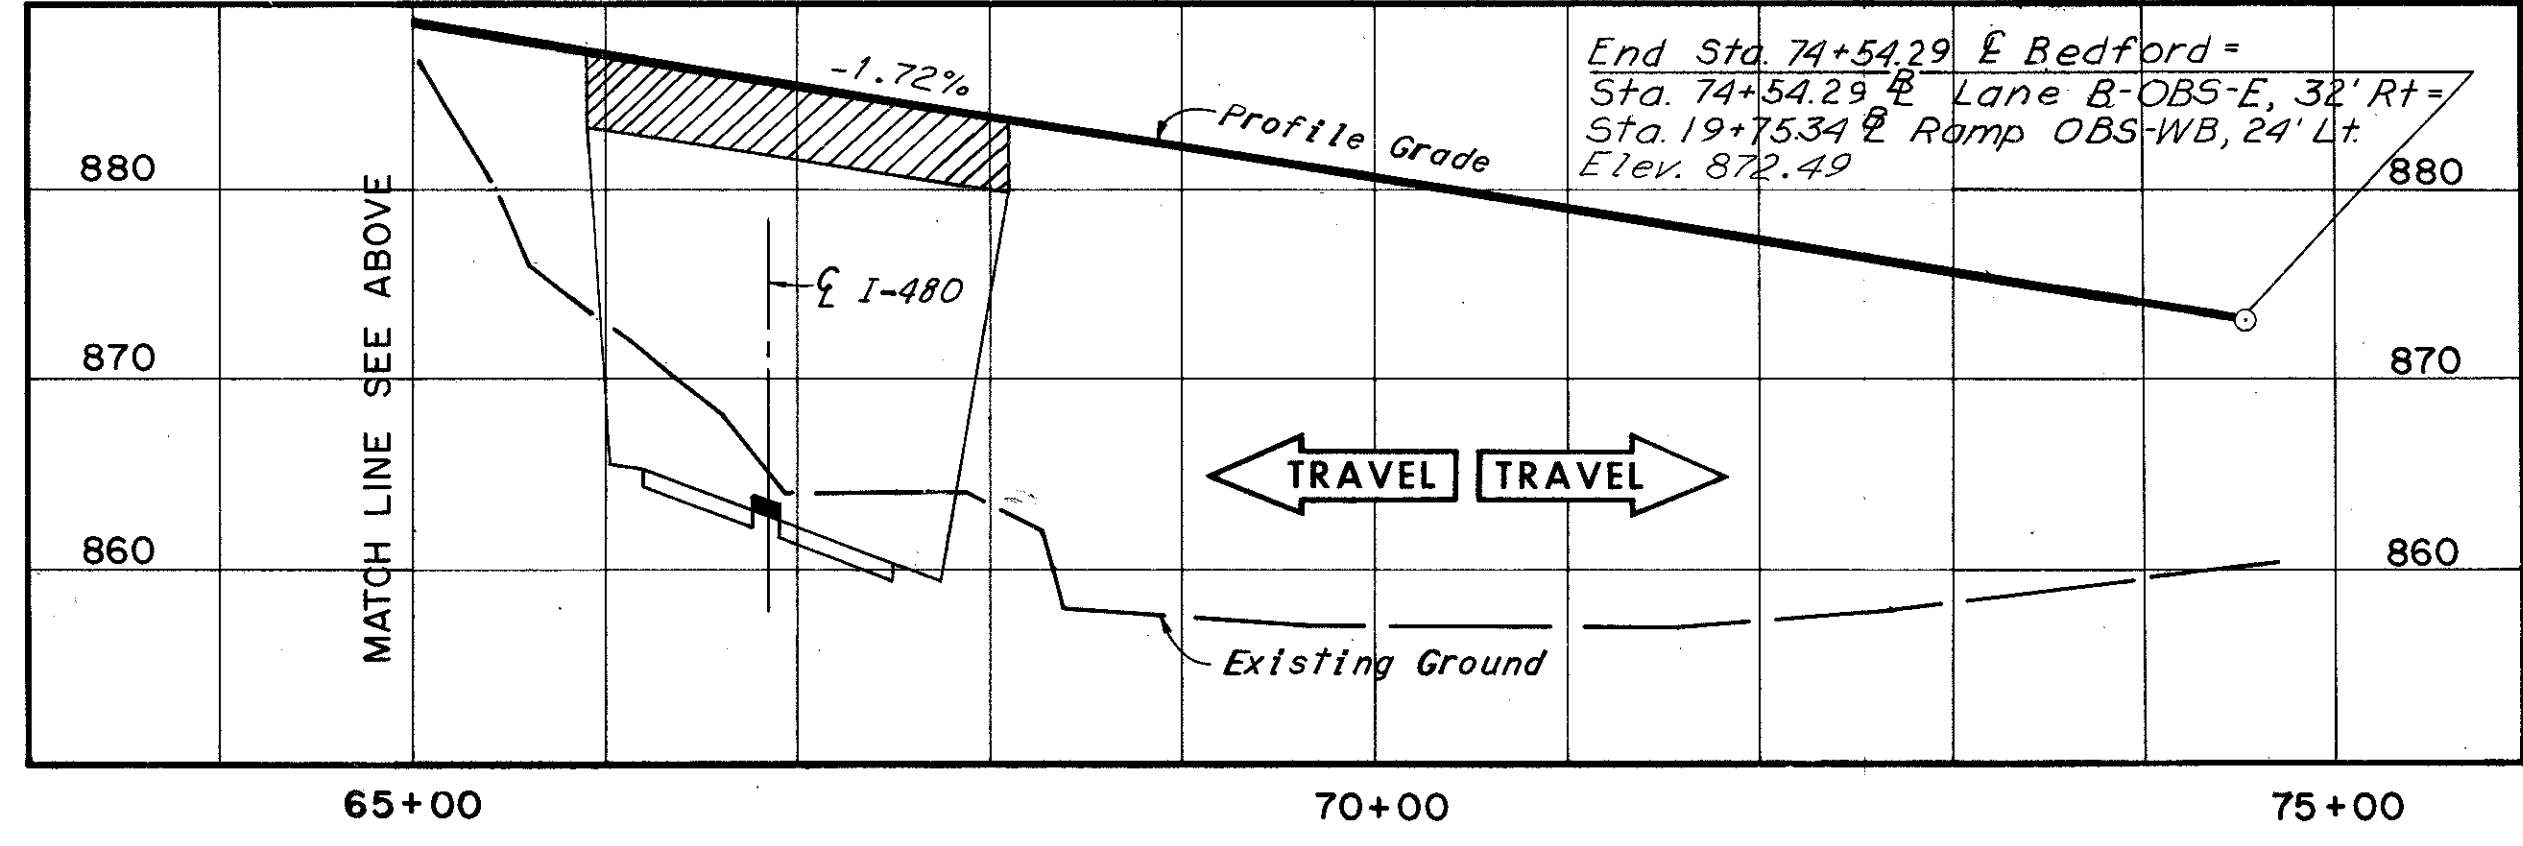 End Sta. 74+54.29 ℄ Bedford =
Sta. 74+54.29 ⅊ Lane B-OBS-E, 32' Rt =
Sta. 19+75.34 ⅊ Ramp OBS-WB, 24' Lt.
Elev. 872.49
-1.72%
Profile Grade
880
880
MATCH LINE SEE ABOVE
℄ I-480
870
870
TRAVEL
TRAVEL
860
860
Existing Ground
65+00
70+00
75+00